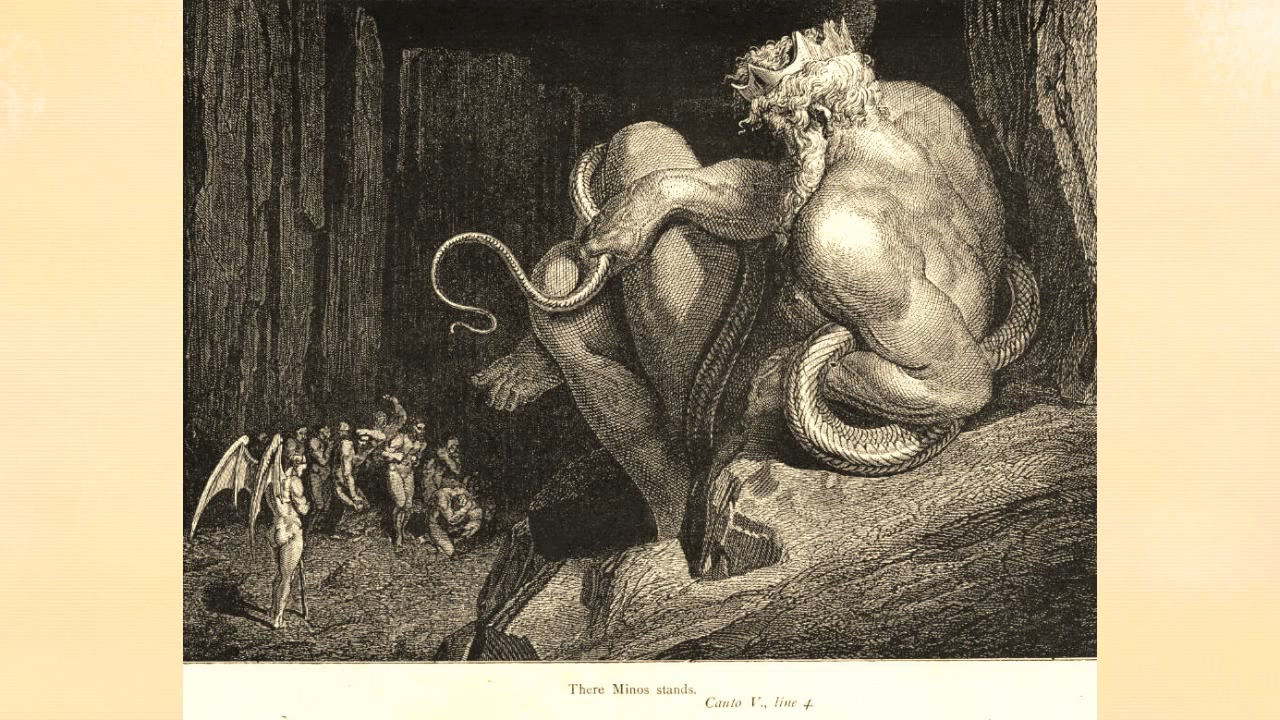 There Minos stands.
Canto V., line 4.